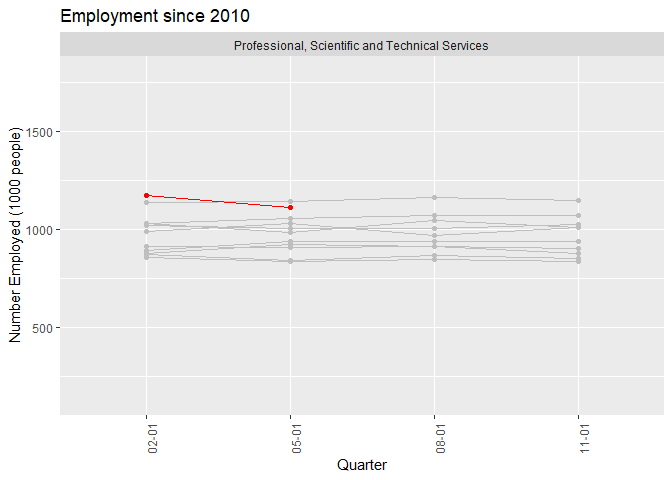 Employment since 2010
Professional, Scientific and Technical Services
Number Employed (1000 people)
1500
1000
500
02-01
05-01
08-01
11-01
Quarter